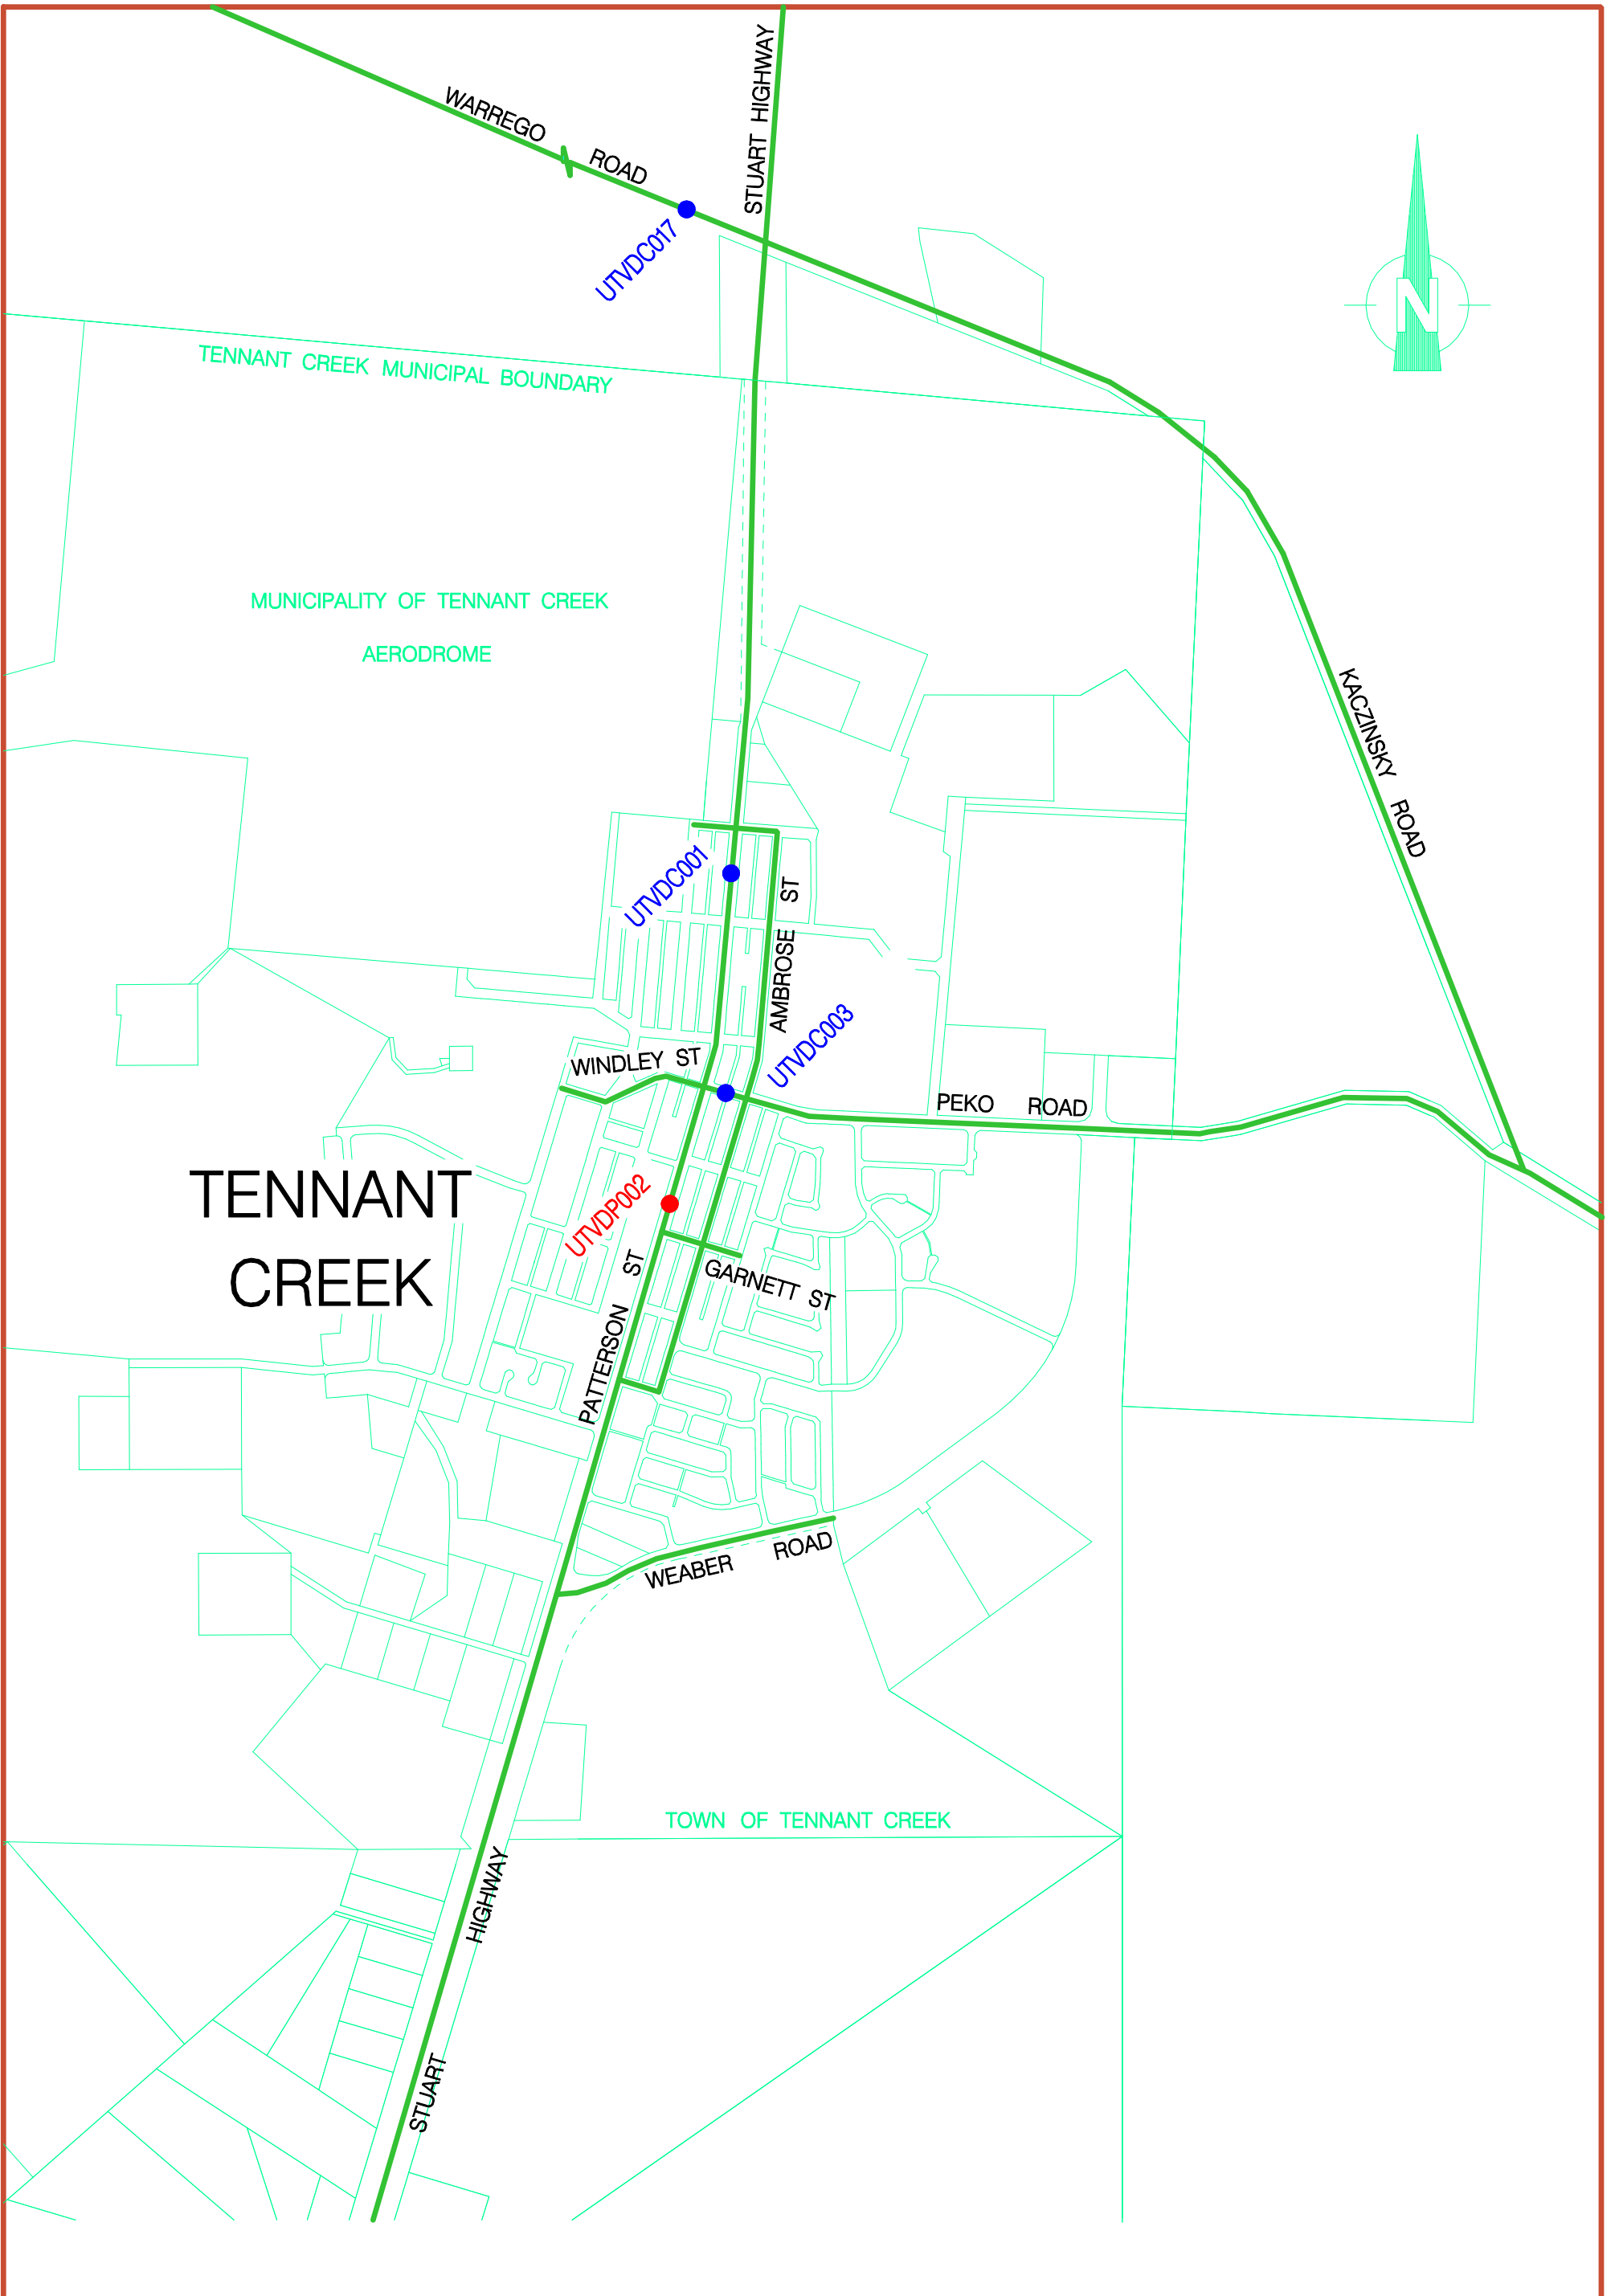 STUART HIGHWAY
WARREGO ROAD
UTVDC017
N
TENNANT CREEK MUNICIPAL BOUNDARY
MUNICIPALITY OF TENNANT CREEK
AERODROME
KACZINSKY ROAD
UTVDC001
AMBROSE ST
UTVDC003
WINDLEY ST
PEKO ROAD
TENNANT
CREEK
UTVDP002
GARNETT ST
PATTERSON ST
WEABER ROAD
TOWN OF TENNANT CREEK
STUART HIGHWAY